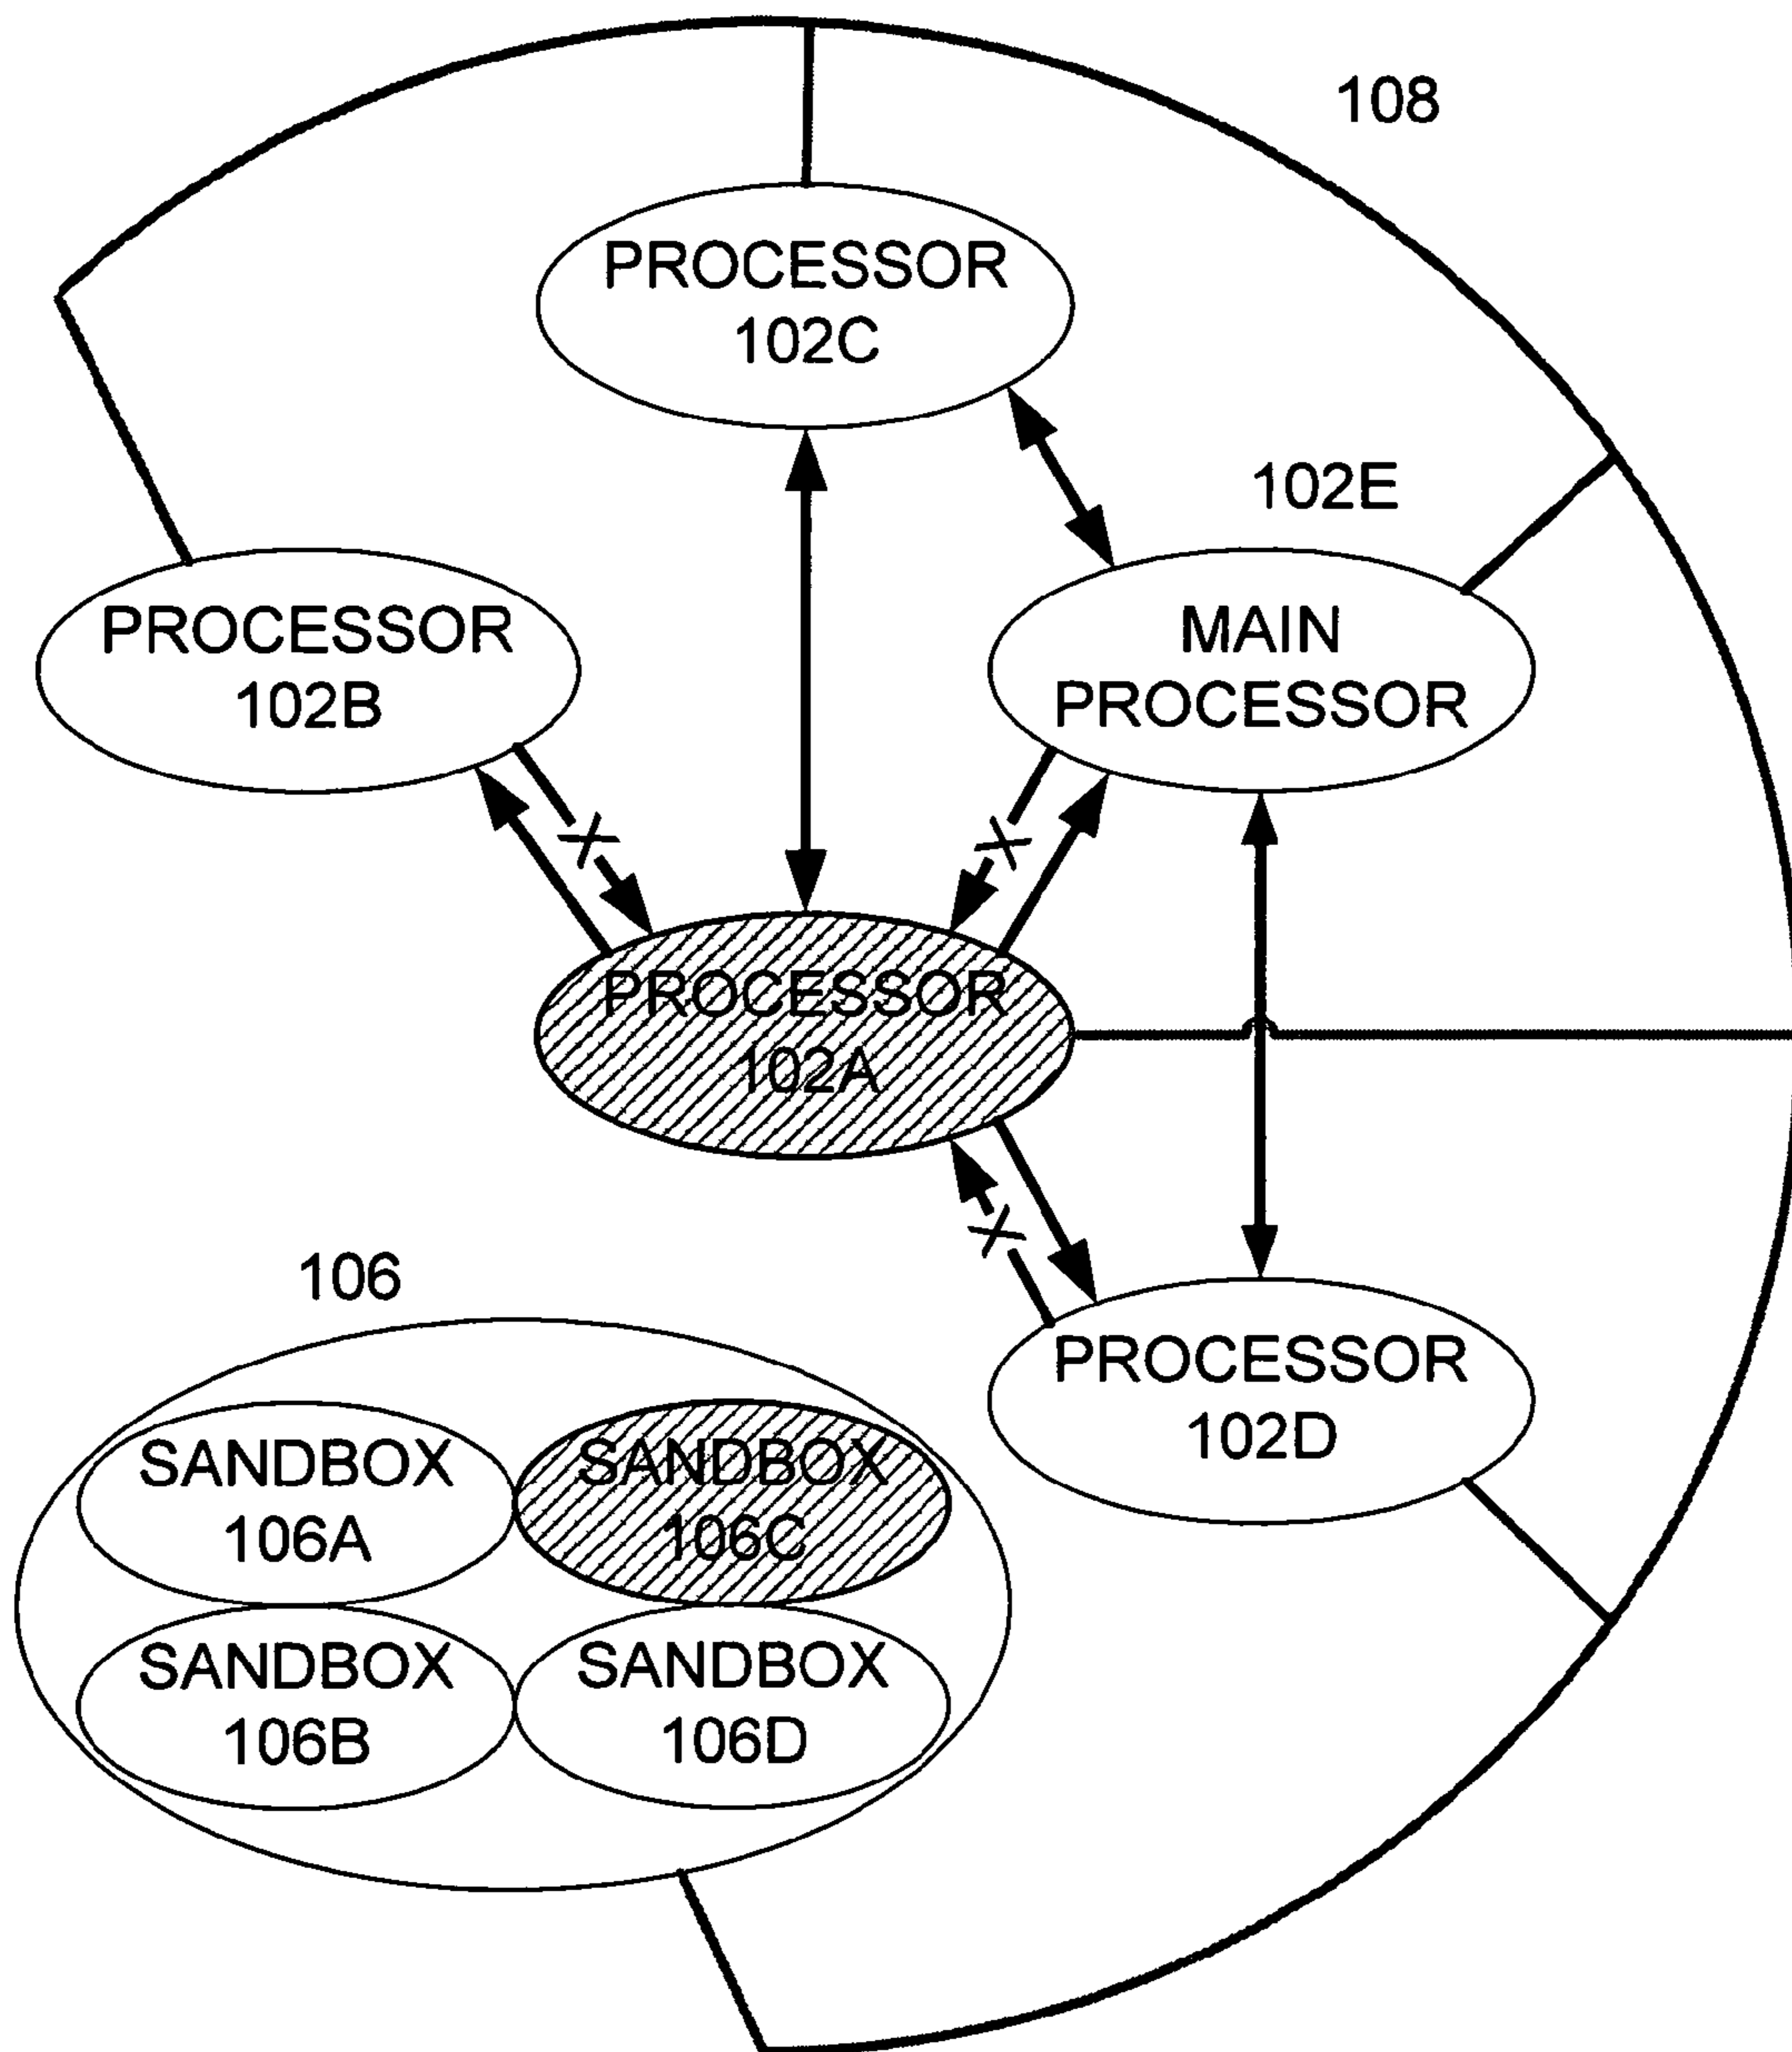 108
PROCESSOR
102C
102E
PROCESSOR
102B
MAIN
PROCESSOR
X
X
PROCESSOR
102A
X
106
PROCESSOR
102D
SANDBOX
106A
SANDBOX
106C
SANDBOX
106B
SANDBOX
106D